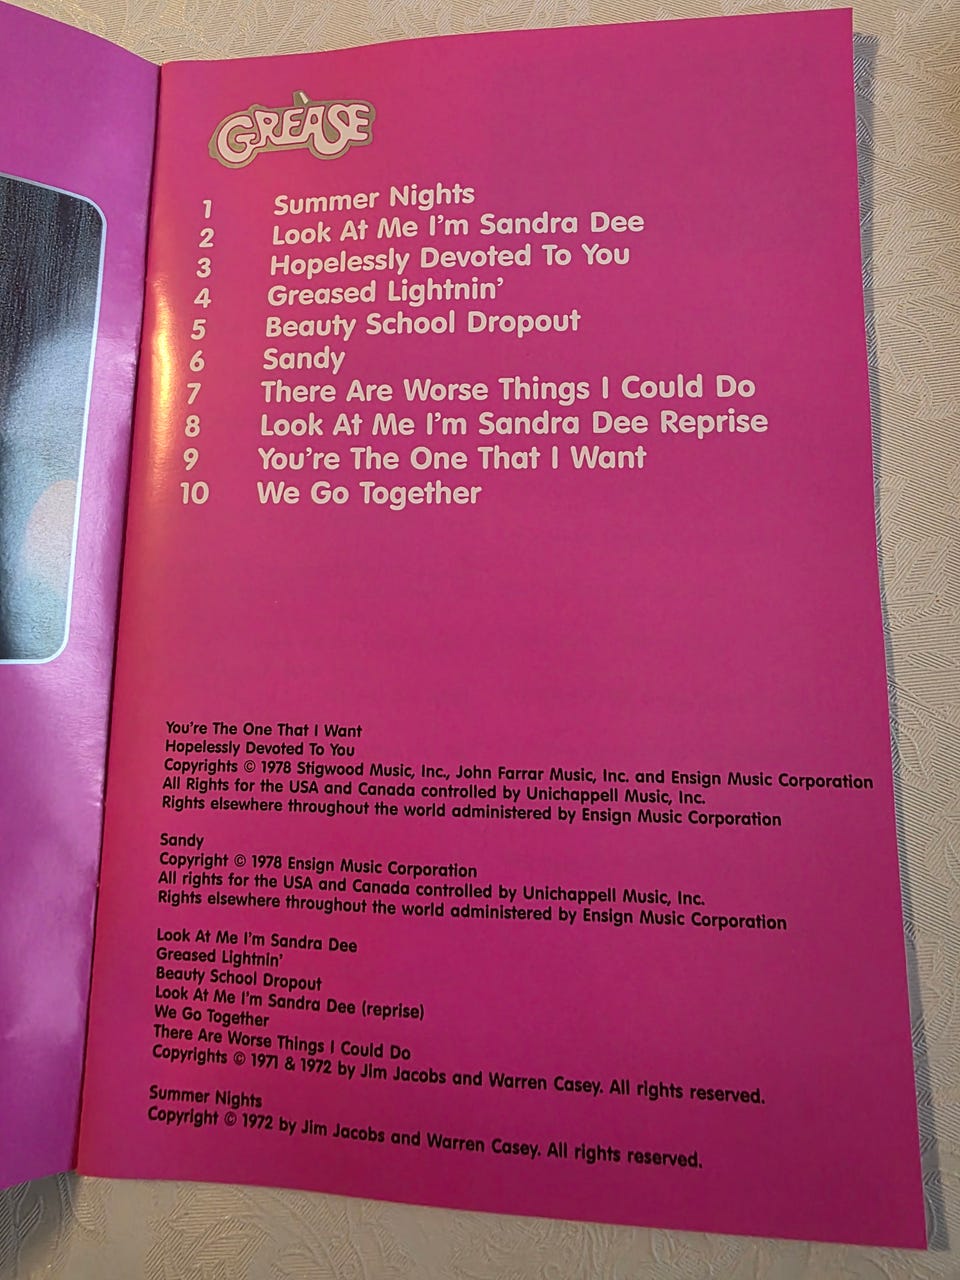 GREASE
1 Summer Nights
2 Look At Me I'm Sandra Dee
3 Hopelessly Devoted To You
4 Greased Lightnin'
5 Beauty School Dropout
6 Sandy
7 There Are Worse Things I Could Do
8 Look At Me I'm Sandra Dee Reprise
9 You're The One That I Want
10 We Go Together
You're The One That I Want
Hopelessly Devoted To You
Copyrights © 1978 Stigwood Music, Inc., John Farrar Music, Inc. and Ensign Music Corporation
All Rights for the USA and Canada controlled by Unichappell Music, Inc.
Rights elsewhere throughout the world administered by Ensign Music Corporation
Sandy
Copyright © 1978 Ensign Music Corporation
All rights for the USA and Canada controlled by Unichappell Music, Inc.
Rights elsewhere throughout the world administered by Ensign Music Corporation
Look At Me I'm Sandra Dee
Greased Lightnin'
Beauty School Dropout
Look At Me I'm Sandra Dee (reprise)
We Go Together
There Are Worse Things I Could Do
Copyrights © 1971 & 1972 by Jim Jacobs and Warren Casey. All rights reserved.
Summer Nights
Copyright © 1972 by Jim Jacobs and Warren Casey. All rights reserved.